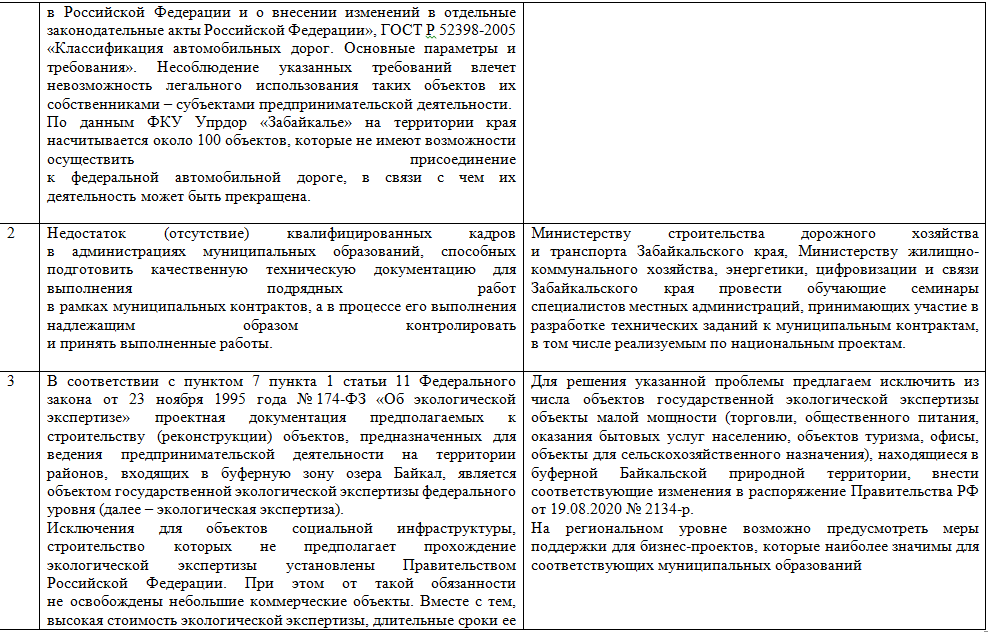 в Российской Федерации и о внесении изменений в отдельные
законодательные акты Российской Федерации», ГОСТ Р 52398-2005
«Классификация автомобильных дорог. Основные параметры и
требования». Несоблюдение указанных требований влечет
невозможность легального использования таких объектов их
собственниками – субъектами предпринимательской деятельности.
По данным ФКУ Упрдор «Забайкалье» на территории края
насчитывается около 100 объектов, которые не имеют возможности
осуществить присоединение
к федеральной автомобильной дороге, в связи с чем их
деятельность может быть прекращена.
2
Недостаток (отсутствие) квалифицированных кадров
в администрациях муниципальных образований, способных
подготовить качественную техническую документацию для
выполнения подрядных работ
в рамках муниципальных контрактов, а в процессе его выполнения
надлежащим образом контролировать
и принять выполненные работы.
Министерству строительства дорожного хозяйства
и транспорта Забайкальского края, Министерству жилищно-
коммунального хозяйства, энергетики, цифровизации и связи
Забайкальского края провести обучающие семинары
специалистов местных администраций, принимающих участие в
разработке технических заданий к муниципальным контрактам,
в том числе реализуемым по национальным проектам.
3
В соответствии с пунктом 7 пункта 1 статьи 11 Федерального
закона от 23 ноября 1995 года № 174-ФЗ «Об экологической
экспертизе» проектная документация предполагаемых к
строительству (реконструкции) объектов, предназначенных для
ведения предпринимательской деятельности на территории
районов, входящих в буферную зону озера Байкал, является
объектом государственной экологической экспертизы федерального
уровня (далее – экологическая экспертиза).
Исключения для объектов социальной инфраструктуры,
строительство которых не предполагает прохождение
экологической экспертизы установлены Правительством
Российской Федерации. При этом от такой обязанности
не освобождены небольшие коммерческие объекты. Вместе с тем,
высокая стоимость экологической экспертизы, длительные сроки ее
Для решения указанной проблемы предлагаем исключить из
числа объектов государственной экологической экспертизы
объекты малой мощности (торговли, общественного питания,
оказания бытовых услуг населению, объектов туризма, офисы,
объекты для сельскохозяйственного назначения), находящиеся в
буферной Байкальской природной территории, внести
соответствующие изменения в распоряжение Правительства РФ
от 19.08.2020 № 2134-р.
На региональном уровне возможно предусмотреть меры
поддержки для бизнес-проектов, которые наиболее значимы для
соответствующих муниципальных образований